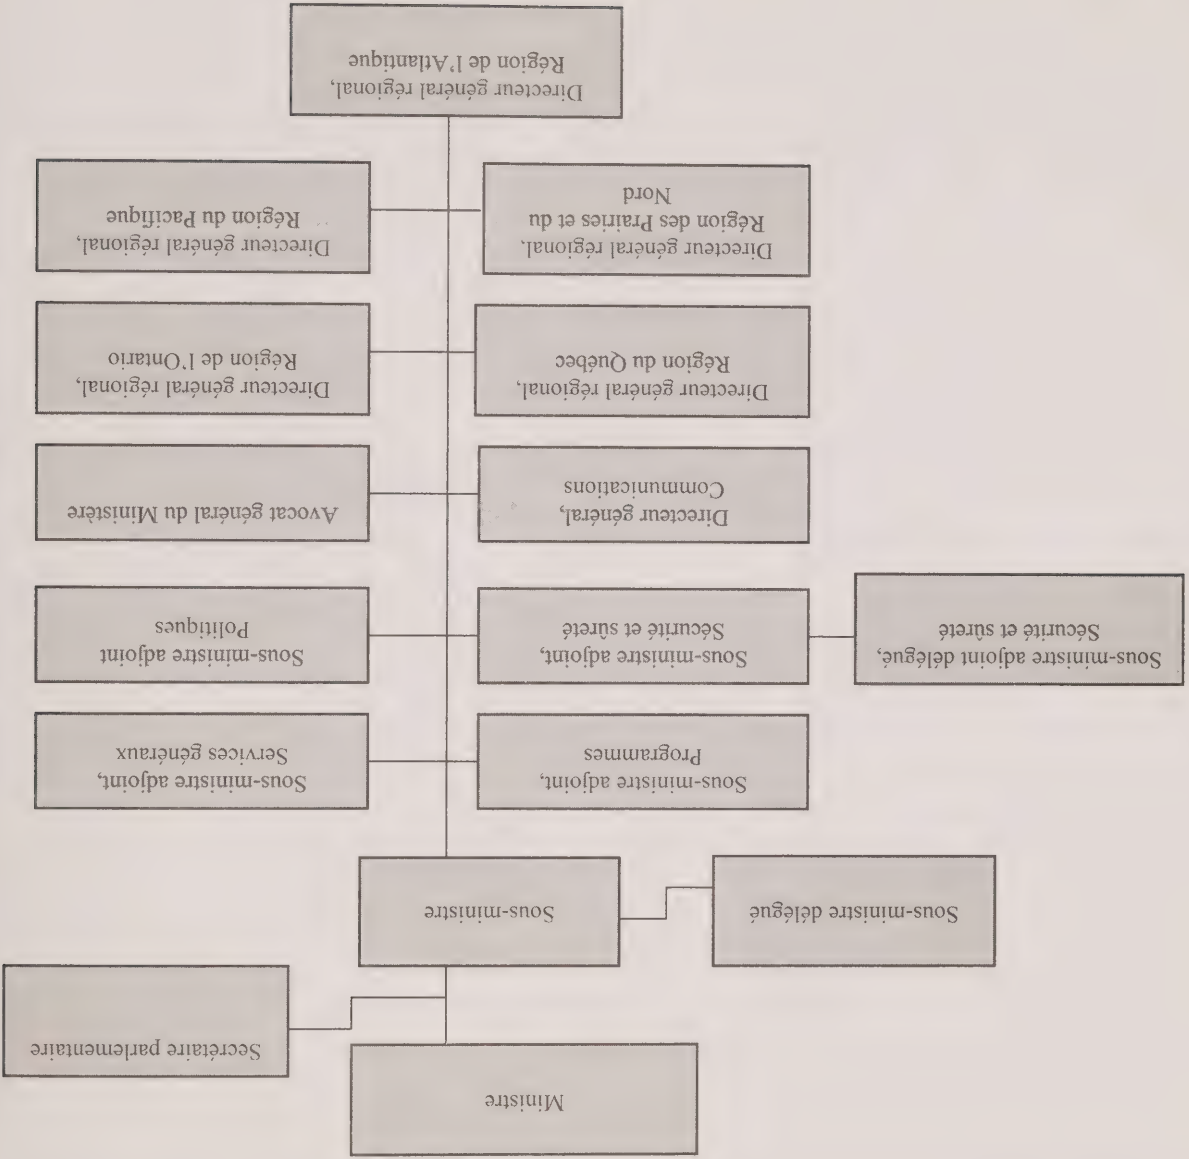 Ministre
Secrétaire parlementaire
Sous-ministre délégué
Sous-ministre
Sous-ministre adjoint,
Programmes
Sous-ministre adjoint,
Services généraux
Sous-ministre adjoint délégué,
Sécurité et sûreté
Sous-ministre adjoint,
Sécurité et sûreté
Sous-ministre adjoint
Politiques
Directeur général,
Communications
Avocat général du Ministère
Directeur général régional,
Région du Québec
Directeur général régional,
Région de l'Ontario
Directeur général régional,
Région des Prairies et du
Nord
Directeur général régional,
Région du Pacifique
Directeur général régional,
Région de l'Atlantique